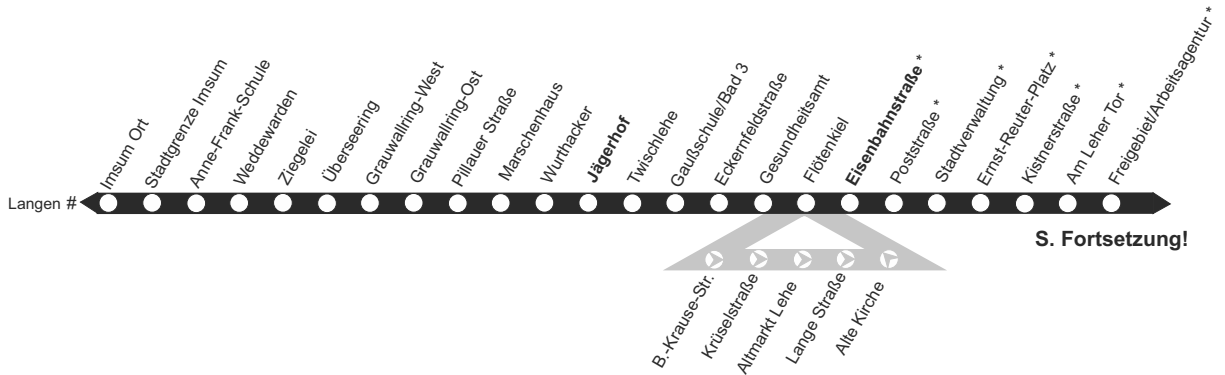 Imsum Ort
Stadtgrenze Imsum
Anne-Frank-Schule
Weddewarden
Ziegelei
Überseering
Grauwallring-West
Grauwallring-Ost
Pillauer Straße
Marschenhaus
Wurthacker
Jägerhof
Twischlehe
Gaußschule/Bad 3
Eckernfeldstraße
Gesundheitsamt
Flötenkiel
Eisenbahnstraße *
Poststraße *
Stadtverwaltung *
Ernst-Reuter-Platz *
Kistnerstraße *
Am Leher Tor *
Freigebiet/Arbeitsagentur *
Langen #
S. Fortsetzung!
B.-Krause-Str.
Krüselstraße
Altmarkt Lehe
Lange Straße
Alte Kirche